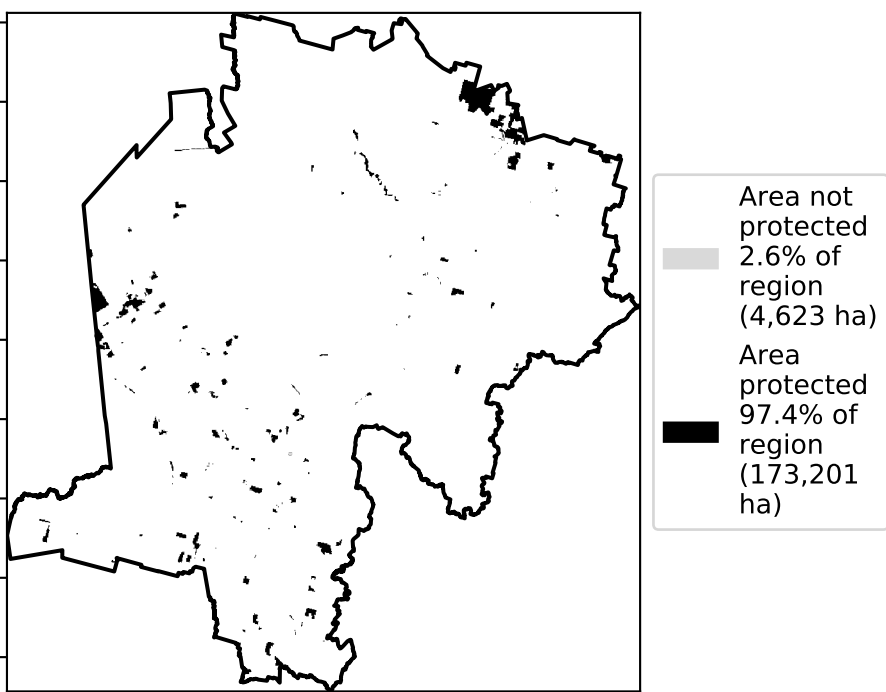 Area not
protected
2.6% of
region
(4,623 ha)
Area
protected
97.4% of
region
(173,201
ha)